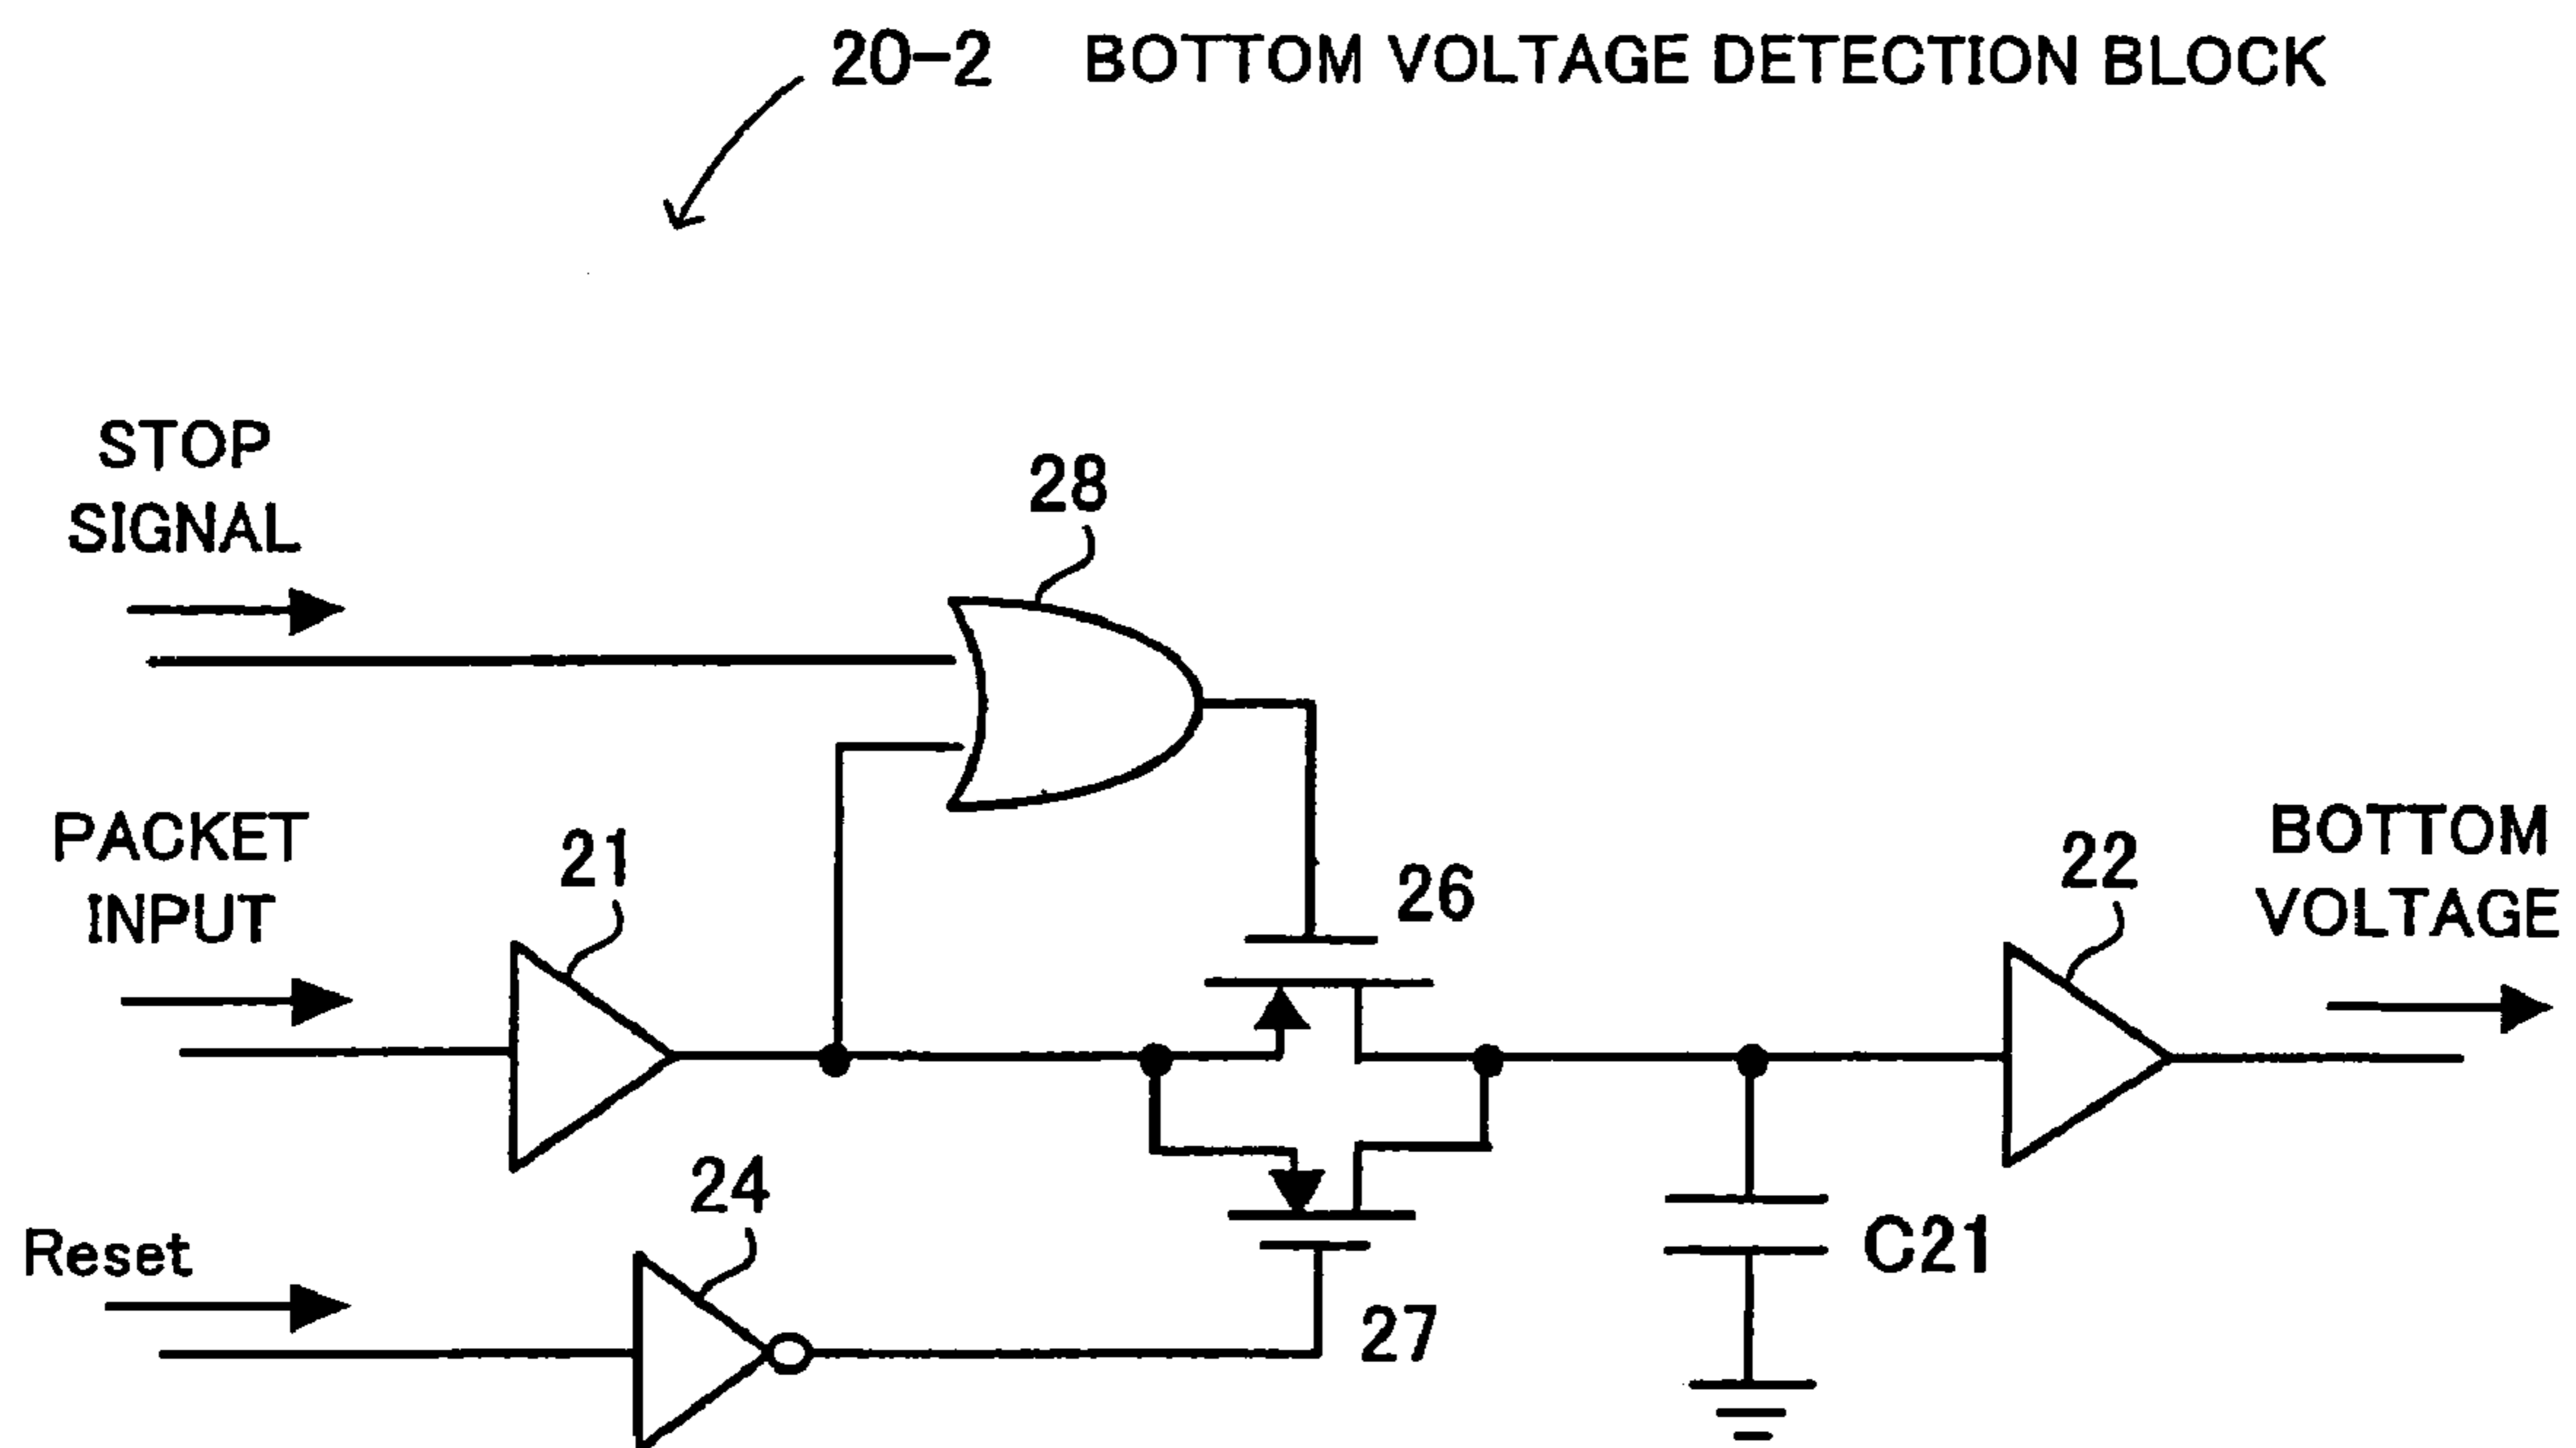 20-2 BOTTOM VOLTAGE DETECTION BLOCK
STOP
SIGNAL
28
PACKET
INPUT
21
26
22
BOTTOM
VOLTAGE
24
Reset
27
C21